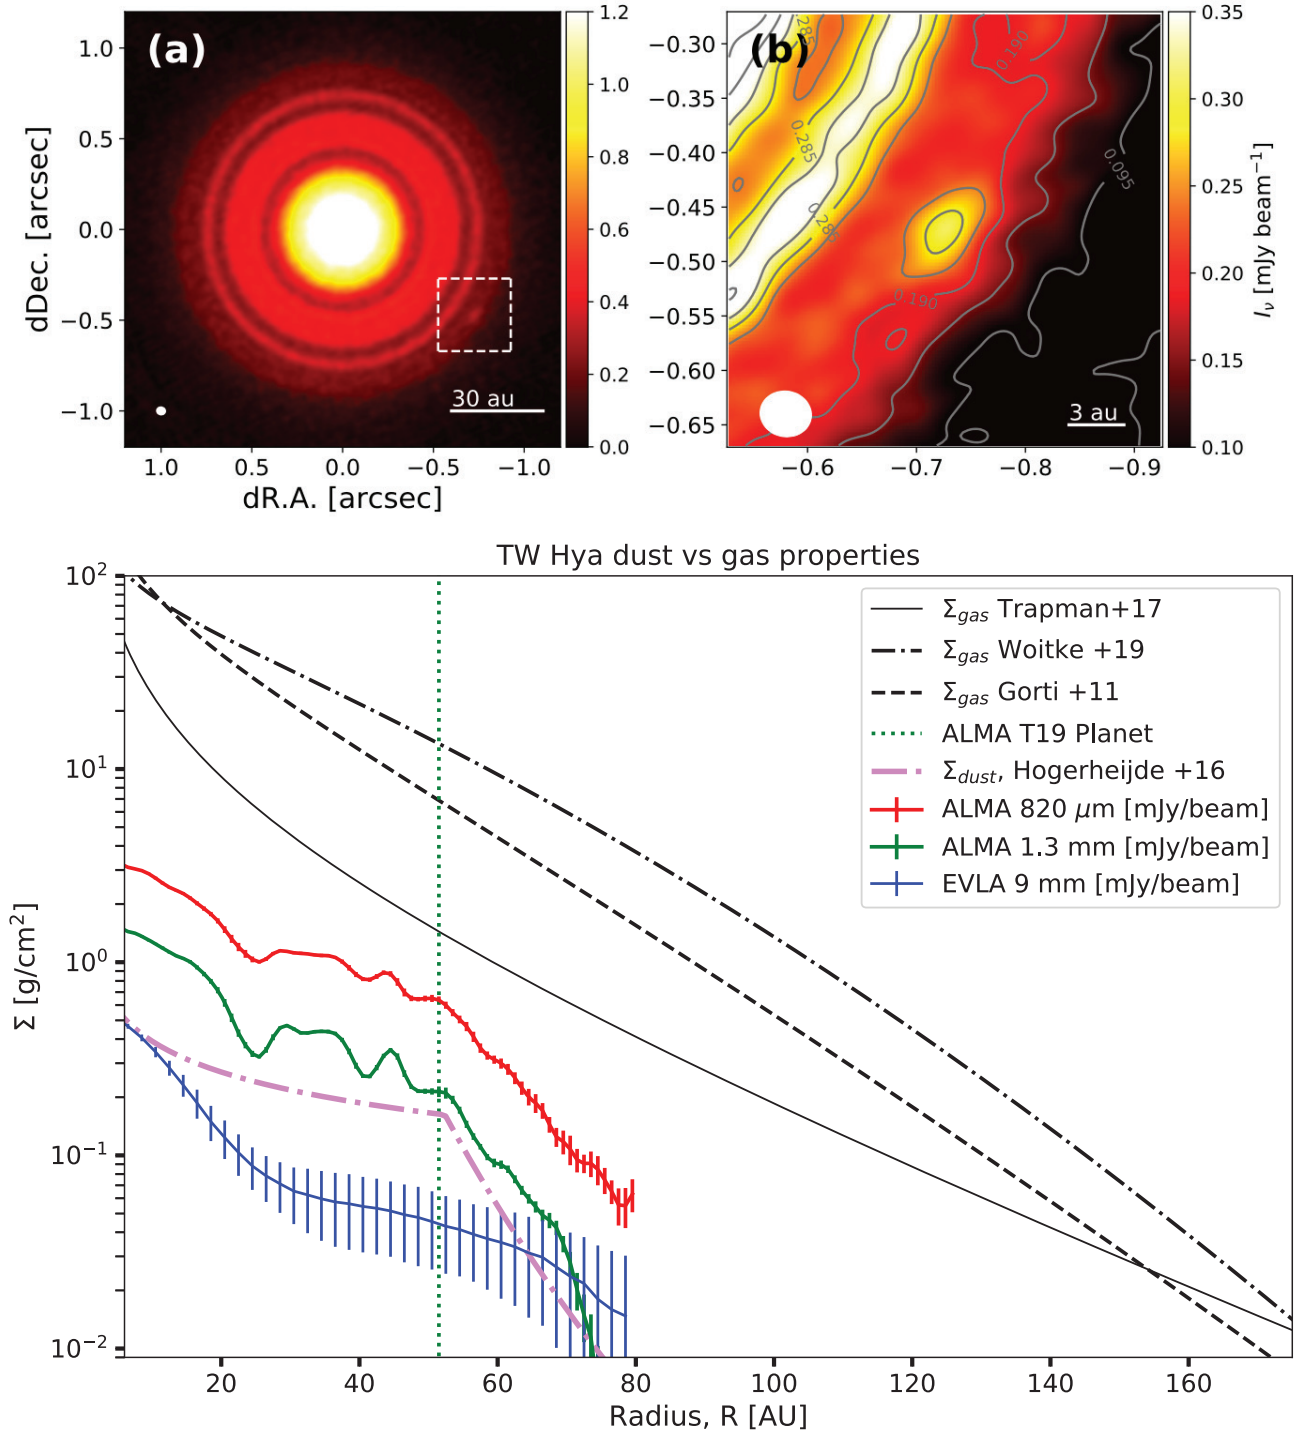 (a)
1.0
0.5
0.0
−0.5
−1.0
dDec. [arcsec]
1.0 0.5 0.0 −0.5 −1.0
dR.A. [arcsec]
30 au
1.2
1.0
0.8
0.6
0.4
0.2
0.0
(b)
−0.30
−0.35
−0.40
−0.45
−0.50
−0.55
−0.60
−0.65
−0.6 −0.7 −0.8 −0.9
.285
0.190
0.285
0.095
0.285
0.190
3 au
0.35
0.30
0.25
0.20
0.15
0.10
Iν [mJy beam⁻¹]
TW Hya dust vs gas properties
Σgas Trapman+17
Σgas Woitke +19
Σgas Gorti +11
ALMA T19 Planet
Σdust, Hogerheijde +16
ALMA 820 μm [mJy/beam]
ALMA 1.3 mm [mJy/beam]
EVLA 9 mm [mJy/beam]
10²
10¹
10⁰
10⁻¹
10⁻²
Σ [g/cm²]
20 40 60 80 100 120 140 160
Radius, R [AU]